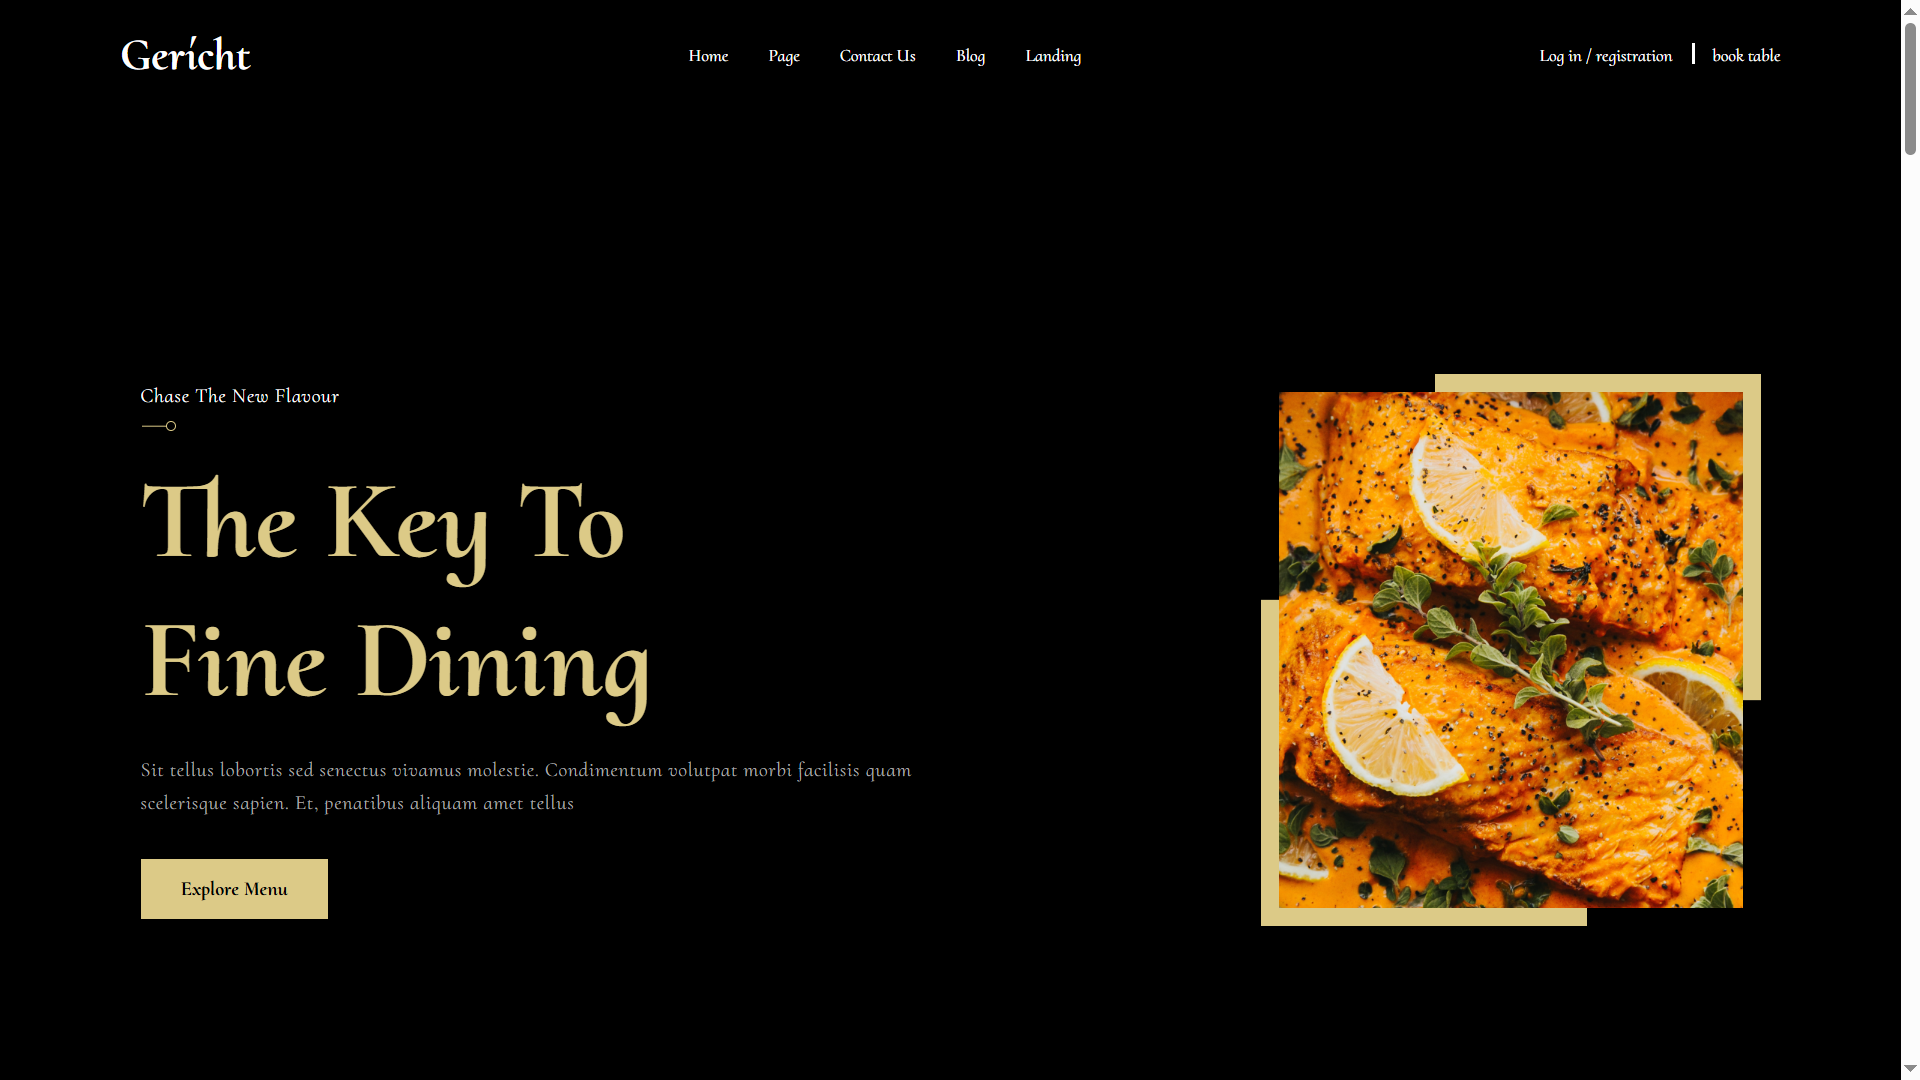 Gerícht
Home Page Contact Us Blog Landing
Log in / registration book table
Chase The New Flavour
The Key To
Fine Dining
Sit tellus lobortis sed senectus vivamus molestie. Condimentum volutpat morbi facilisis quam
scelerisque sapien. Et, penatibus aliquam amet tellus
Explore Menu